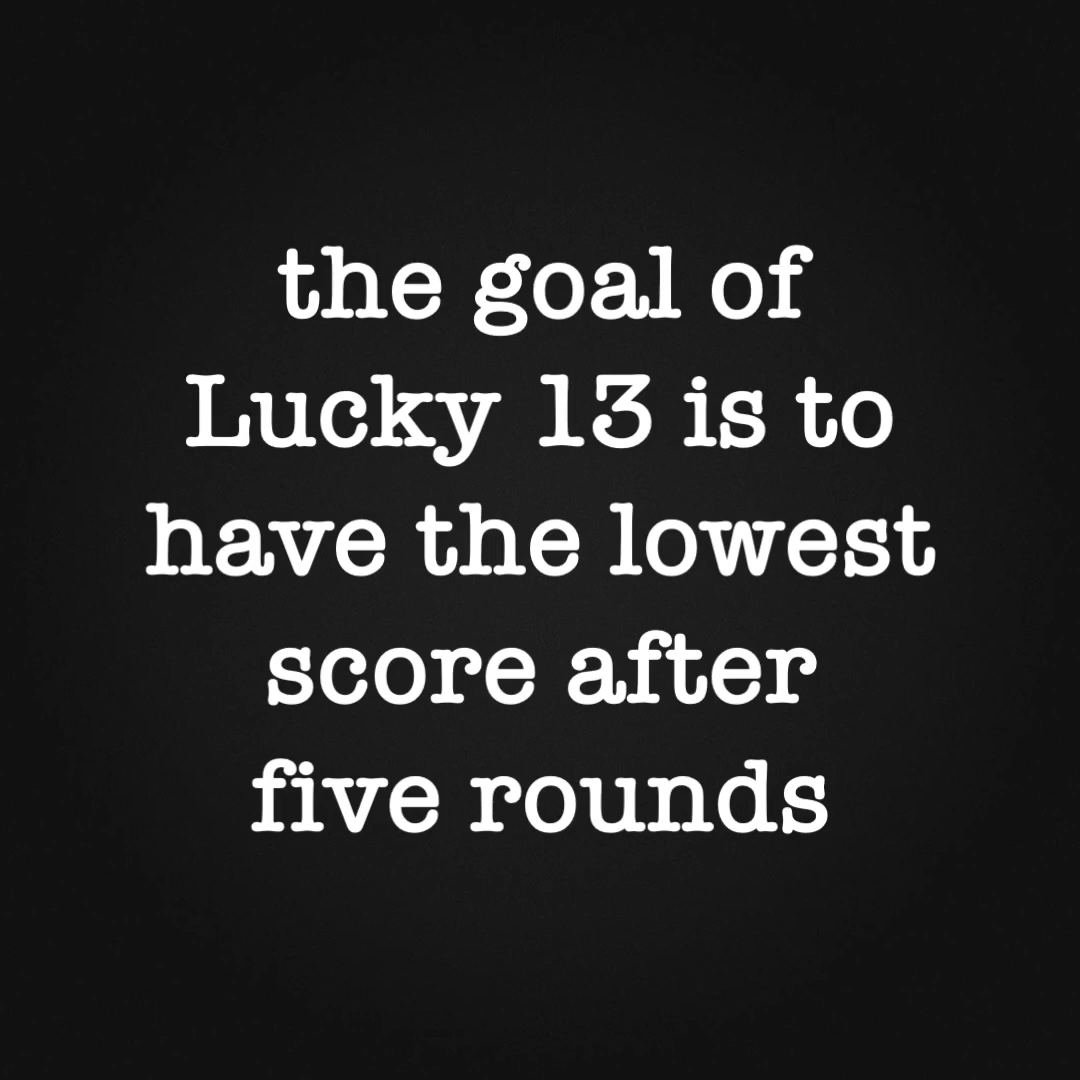 the goal of
Lucky 13 is to
have the lowest
score after
five rounds